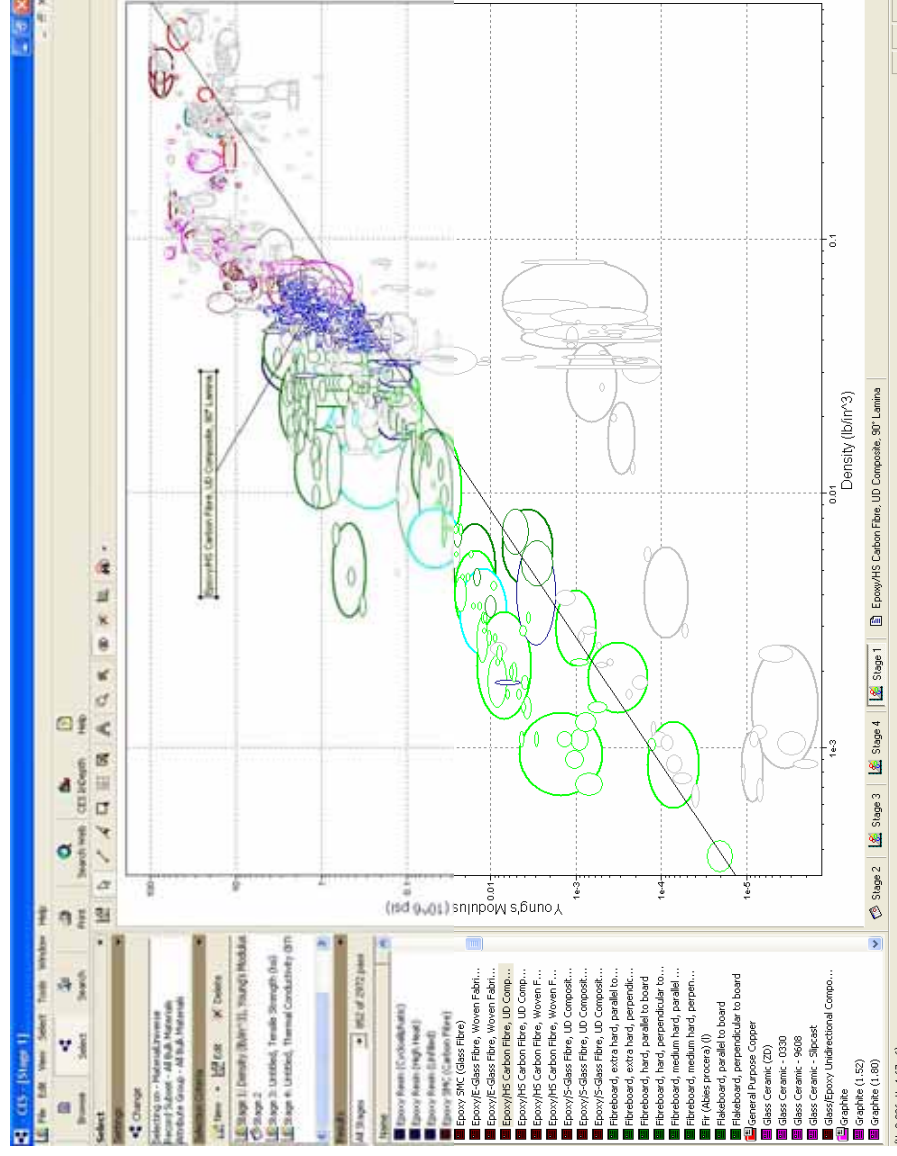 CES - [Stage 1]
File Edit View Select Tools Window Help
Browse Select Search Print Search Web CES InDepth Help
Select
Settings
Change
Selecting on - MaterialUniverse
Attribute Group - All Bulk Materials
Selection Criteria
New Edit Delete
Stage 1: Density (lb/in^3), Young's Modulus
Stage 2
Stage 3: Untitled, Tensile Strength (ksi)
Stage 4: Untitled, Thermal Conductivity (BTU
Results
All Stages 852 of 2972 pass
Name
Epoxy Resin (Cycloaliphatic)
Epoxy Resin (High Heat)
Epoxy Resin (Unfilled)
Epoxy SMC (Carbon Fibre)
Epoxy SMC (Glass Fibre)
Epoxy/E-Glass Fibre, Woven Fabri...
Epoxy/E-Glass Fibre, Woven Fabri...
Epoxy/HS Carbon Fibre, UD Comp...
Epoxy/HS Carbon Fibre, UD Comp...
Epoxy/HS Carbon Fibre, Woven F...
Epoxy/HS Carbon Fibre, Woven F...
Epoxy/S-Glass Fibre, UD Composit...
Epoxy/S-Glass Fibre, UD Composit...
Epoxy/S-Glass Fibre, UD Composit...
Fibreboard, extra hard, parallel to...
Fibreboard, extra hard, perpendic...
Fibreboard, hard, parallel to board
Fibreboard, hard, perpendicular to...
Fibreboard, medium hard, parallel ...
Fibreboard, medium hard, perpen...
Fir (Abies procera) (l)
Flakeboard, parallel to board
Flakeboard, perpendicular to board
General Purpose Copper
Glass Ceramic (ZD)
Glass Ceramic - 0330
Glass Ceramic - 9608
Glass Ceramic - Slipcast
Glass/Epoxy Unidirectional Compo...
Graphite
Graphite (1.52)
Graphite (1.80)
Young's Modulus (10^6 psi)
100
10
1
0.1
0.01
1e-3
1e-4
1e-5
Epoxy/HS Carbon Fibre, UD Composite, 90° Lamina
1e-3 0.01 0.1
Density (lb/in^3)
Stage 2 Stage 3 Stage 4 Stage 1 Epoxy/HS Carbon Fibre, UD Composite, 90° Lamina